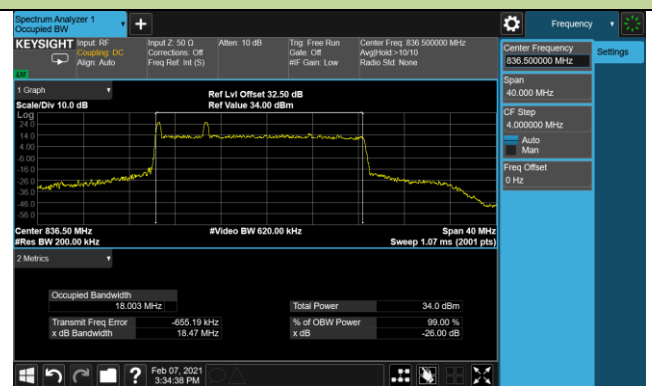 Spectrum Analyzer 1
Occupied BW
Frequency
KEYSIGHT
Input: RF
Coupling: DC
Align: Auto
Input Z: 50 Ω
Corrections: Off
Freq Ref: Int (S)
Atten: 10 dB
Trig: Free Run
Gate: Off
#IF Gain: Low
Center Freq: 836.500000 MHz
Avg|Hold:>10/10
Radio Std: None
Center Frequency
836.500000 MHz
Settings
Span
40.000 MHz
CF Step
4.000000 MHz
Auto
Man
Freq Offset
0 Hz
1 Graph
Scale/Div 10.0 dB
Ref Lvl Offset 32.50 dB
Ref Value 34.00 dBm
Log
24.0
14.0
4.00
-6.00
-16.0
-26.0
-36.0
-46.0
-56.0
Center 836.50 MHz
#Video BW 620.00 kHz
Span 40 MHz
#Res BW 200.00 kHz
Sweep 1.07 ms (2001 pts)
2 Metrics
Occupied Bandwidth
18.003 MHz
Total Power 34.0 dBm
Transmit Freq Error -655.19 kHz
% of OBW Power 99.00 %
x dB Bandwidth 18.47 MHz
x dB -26.00 dB
?
Feb 07, 2021
3:34:38 PM